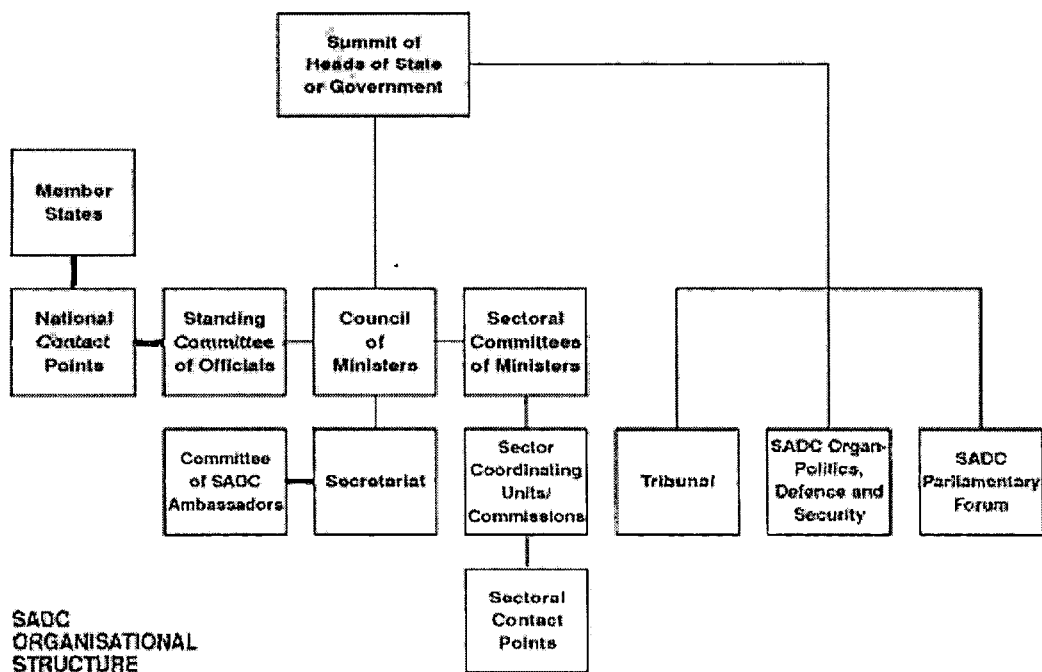 Summit of
Heads of State
or Government
Member
States
National
Contact
Points
Standing
Committee
of Officials
Council
of
Ministers
Sectoral
Committees
of Ministers
Committee
of SADC
Ambassadors
Secretariat
Sector
Coordinating
Units/
Commissions
Tribunal
SADC Organ-
Politics,
Defence and
Security
SADC
Parliamentary
Forum
Sectoral
Contact
Points
SADC
ORGANISATIONAL
STRUCTURE